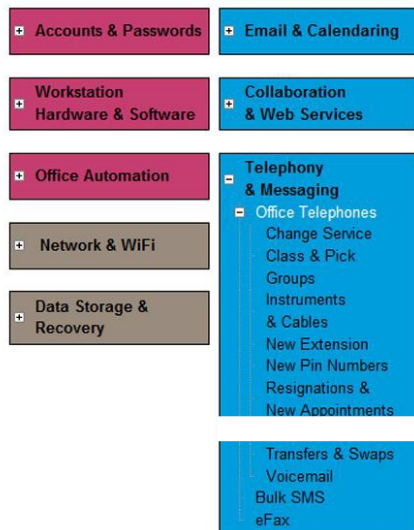 Accounts & Passwords
Workstation
Hardware & Software
Office Automation
Network & WiFi
Data Storage &
Recovery
Email & Calendaring
Collaboration
& Web Services
Telephony
& Messaging
Office Telephones
Change Service
Class & Pick
Groups
Instruments
& Cables
New Extension
New Pin Numbers
Resignations &
New Appointments
Transfers & Swaps
Voicemail
Bulk SMS
eFax